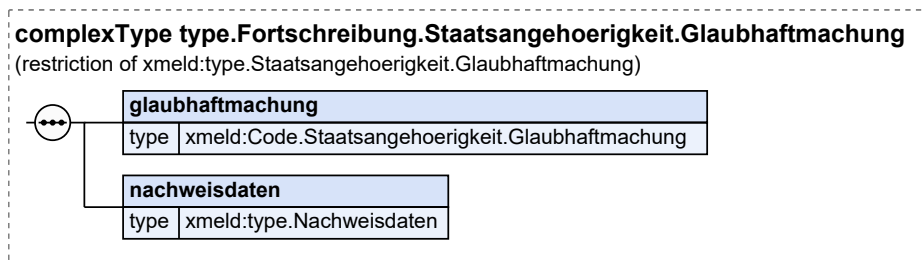 complexType type.Fortschreibung.Staatsangehoerigkeit.Glaubhaftmachung
(restriction of xmeld:type.Staatsangehoerigkeit.Glaubhaftmachung)
glaubhaftmachung
type xmeld:Code.Staatsangehoerigkeit.Glaubhaftmachung
nachweisdaten
type xmeld:type.Nachweisdaten